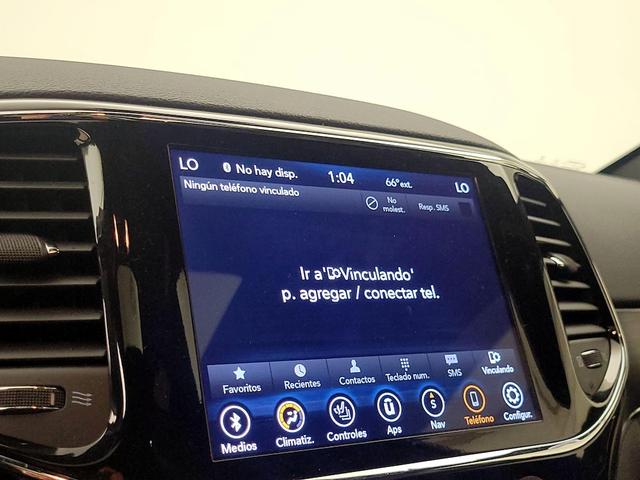 LO No hay disp. 1:04 66° ext. LO
Ningún teléfono vinculado
No molest.
Resp. SMS
Ir a 'Vinculando'
p. agregar / conectar tel.
Favoritos Recientes Contactos Teclado num. SMS Vinculando
Medios Climatiz. Controles Aps Nav Teléfono Configur.
S